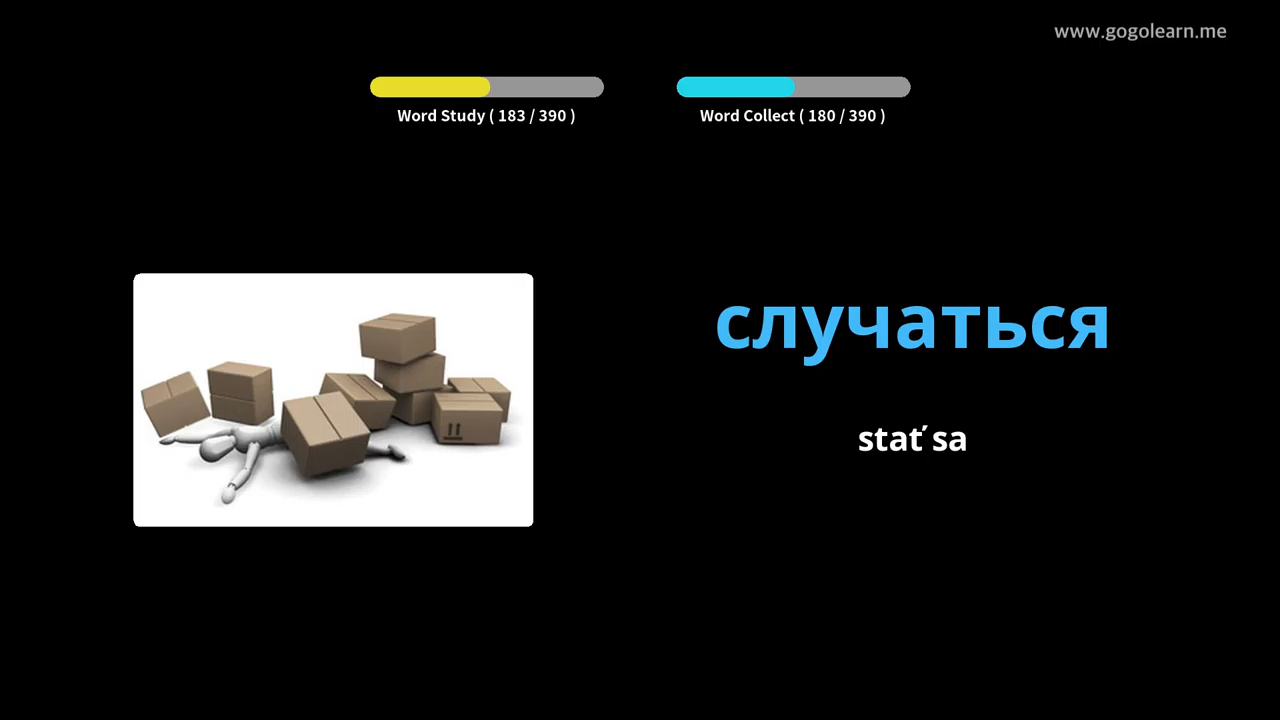 www.gogolearn.me
Word Study ( 183 / 390 )
Word Collect ( 180 / 390 )
случаться
stať sa